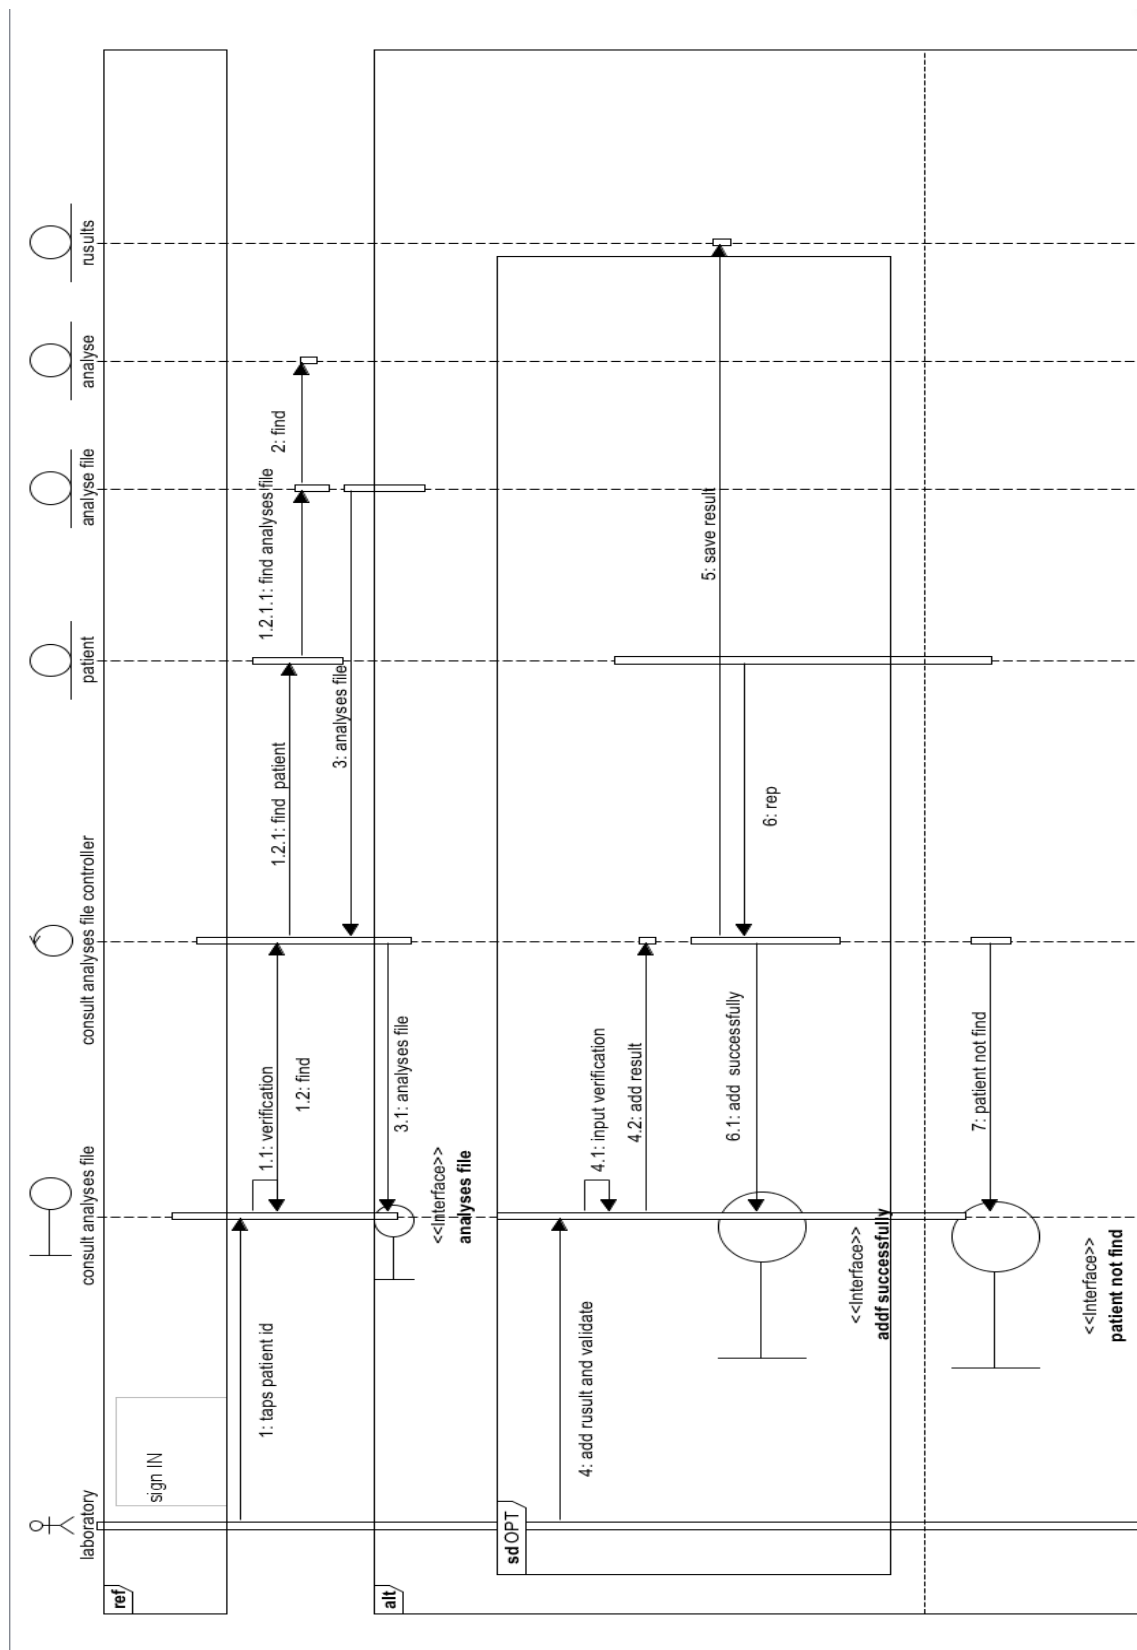 laboratory
consult analyses file
consult analyses file controller
patient
analyse file
analyse
rusults
ref
sign IN
1: taps patient id
1.1: verification
1.2: find
1.2.1: find patient
1.2.1.1: find analyses file
2: find
3: analyses file
alt
3.1: analyses file
<<Interface>>
analyses file
sd OPT
4: add rusult and validate
4.1: input verification
4.2: add result
5: save result
6: rep
6.1: add successfully
<<Interface>>
addf successfully
7: patient not find
<<Interface>>
patient not find